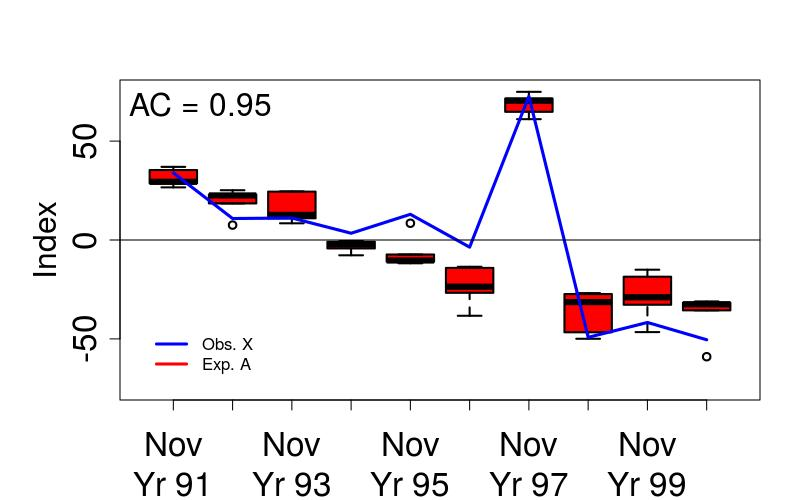 AC = 0.95
Index
50
0
-50
Obs. X
Exp. A
Nov Nov Nov Nov Nov
Yr 91 Yr 93 Yr 95 Yr 97 Yr 99